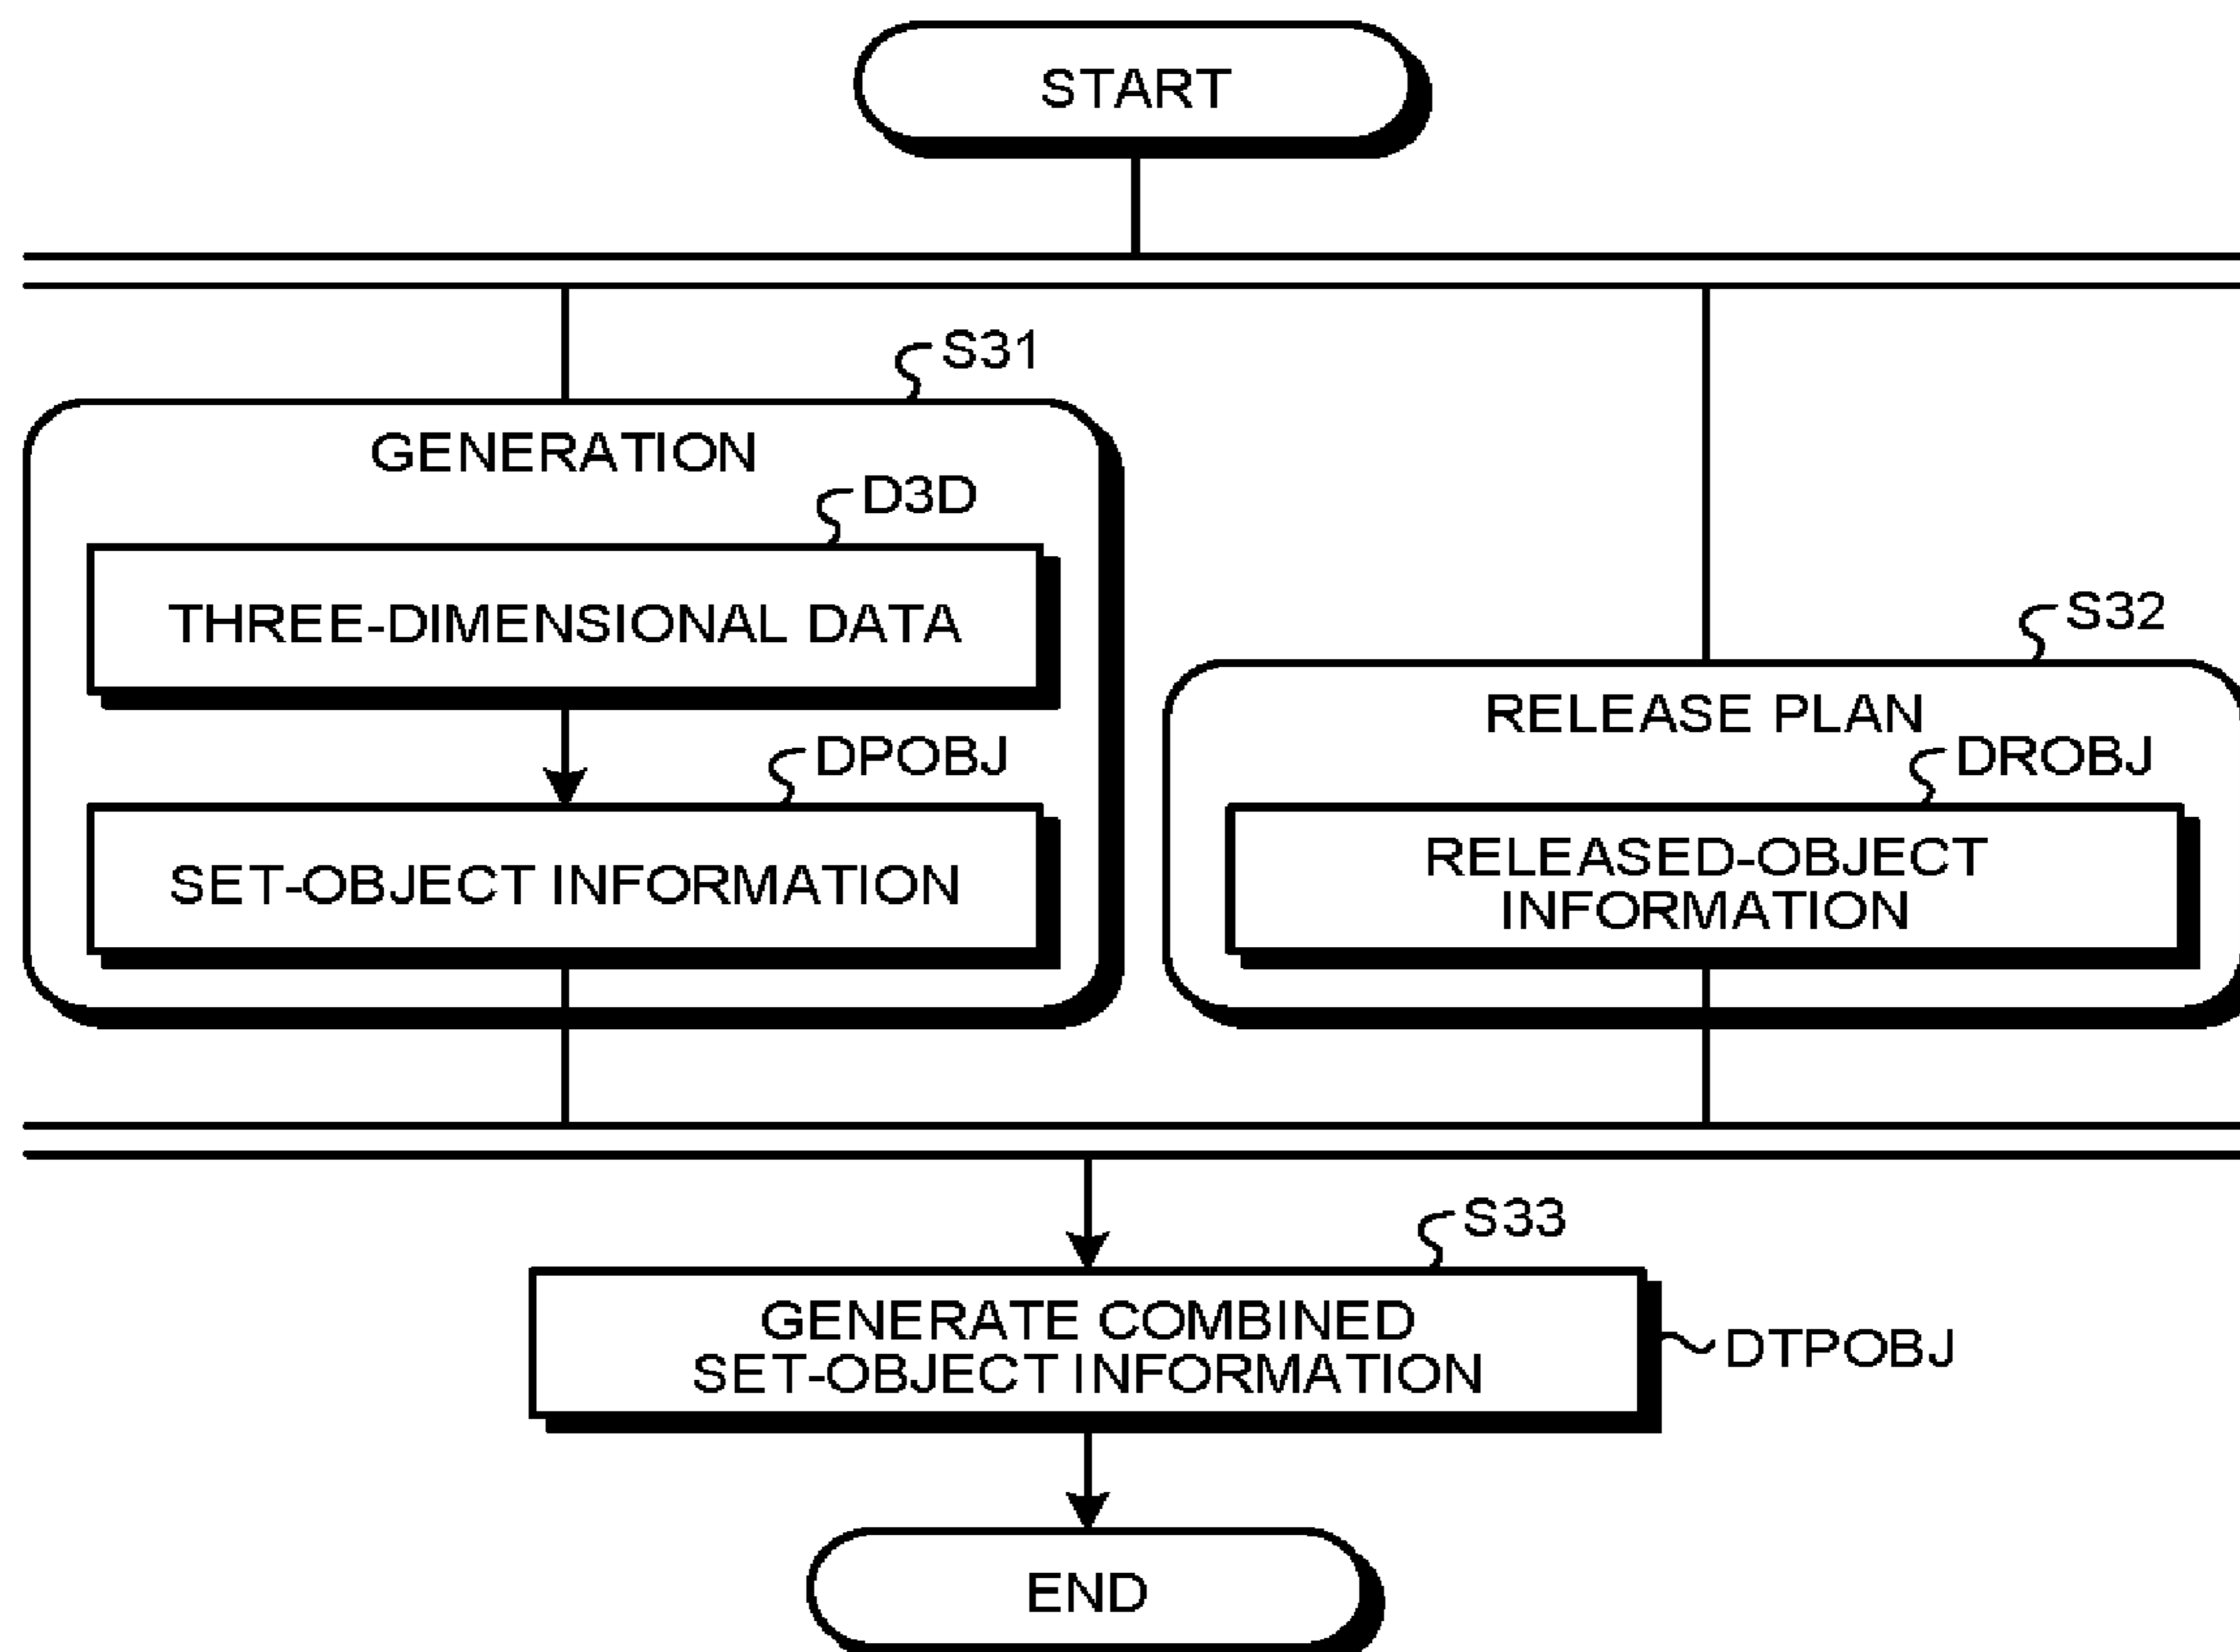 START
S31
GENERATION
D3D
THREE-DIMENSIONAL DATA
DPOBJ
SET-OBJECT INFORMATION
S32
RELEASE PLAN
DROBJ
RELEASED-OBJECT
INFORMATION
S33
GENERATE COMBINED
SET-OBJECT INFORMATION
DTPOBJ
END